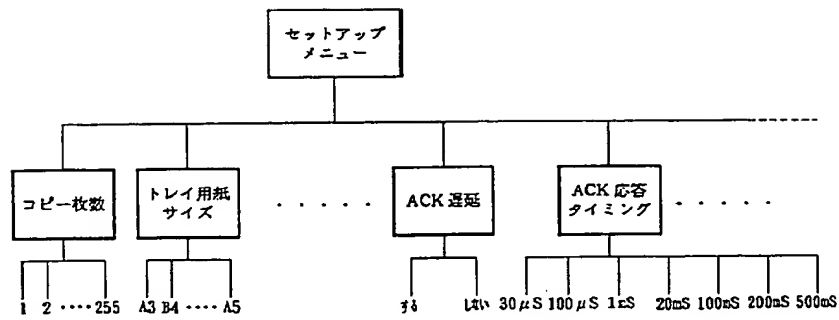 セットアップ
メニュー
コピー枚数
トレイ用紙
サイズ
・・・・・
ACK 遅延
ACK 応答
タイミング
・・・・・
1 2 ････ 255
A3 B4 ････ A5
する しない
30μS 100μS 1mS 20mS 100mS 200mS 500mS